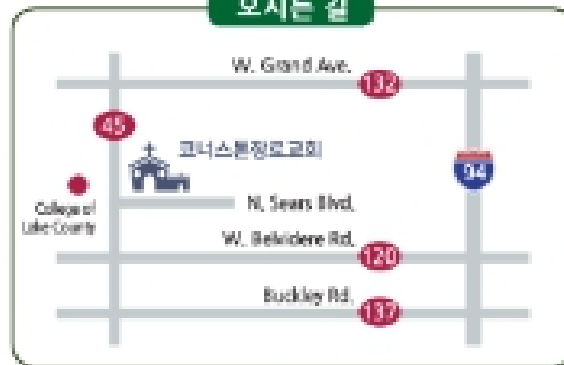 오시는 길
W. Grand Ave.
132
45
코너스톤장로교회
94
College of
Lake County
N. Sears Blvd.
W. Belvidere Rd.
120
Buckley Rd.
137